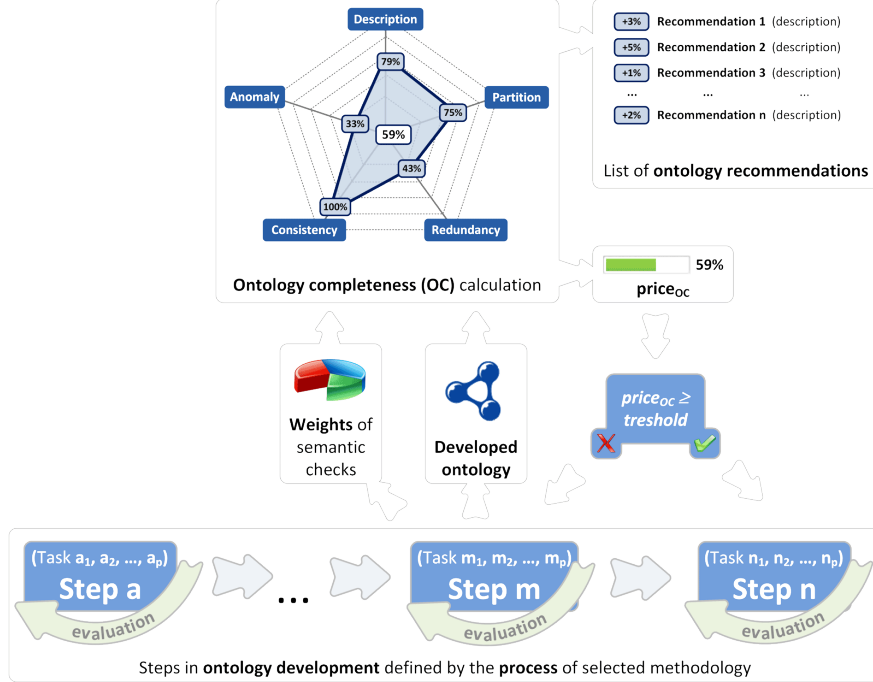 Description
79%
Anomaly
Partition
33%
75%
59%
43%
100%
Consistency
Redundancy
Ontology completeness (OC) calculation
+3% Recommendation 1 (description)
+5% Recommendation 2 (description)
+1% Recommendation 3 (description)
... ... ...
+2% Recommendation n (description)
List of ontology recommendations
59%
priceOC
Weights of
semantic
checks
Developed
ontology
priceOC ≥
treshold
(Task a1, a2, ..., ap)
Step a
evaluation
...
(Task m1, m2, ..., mp)
Step m
evaluation
(Task n1, n2, ..., np)
Step n
evaluation
Steps in ontology development defined by the process of selected methodology